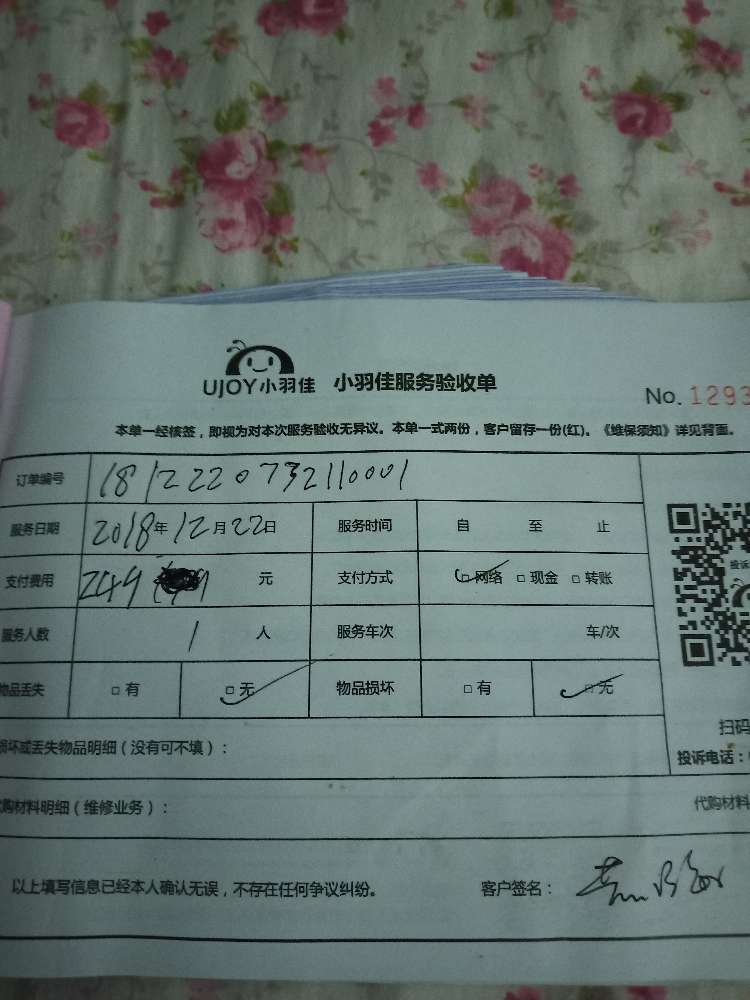 UJOY小羽佳 小羽佳服务验收单
No. 1293
本单一经核签，即视为对本次服务验收无异议。本单一式两份，客户留存一份(红)。《维保须知》详见背面。
订单编号 1812220732110001
服务日期 2018年12月22日 服务时间 自 至 止
支付费用 249 元 支付方式 □网络 □现金 □转账
服务人数 1 人 服务车次 车/次
物品丢失 □有 □无 物品损坏 □有 □无
投诉
扫码
损坏或丢失物品明细（没有可不填）：
投诉电话：
代购材料明细（维修业务）： 代购材料
以上填写信息已经本人确认无误，不存在任何争议纠纷。 客户签名：